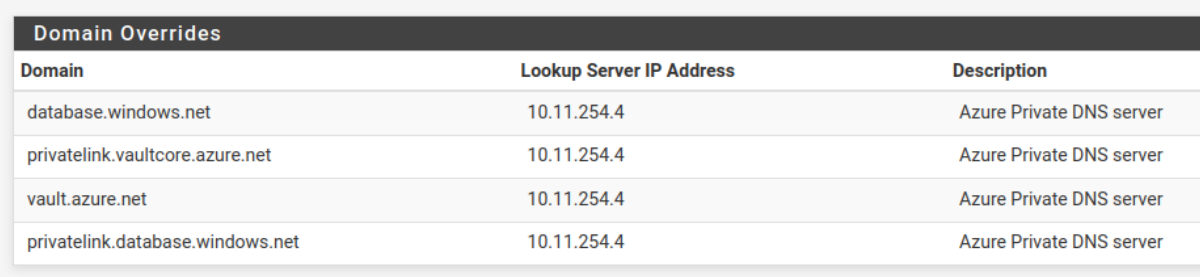 Domain Overrides
Domain Lookup Server IP Address Description
database.windows.net 10.11.254.4 Azure Private DNS server
privatelink.vaultcore.azure.net 10.11.254.4 Azure Private DNS server
vault.azure.net 10.11.254.4 Azure Private DNS server
privatelink.database.windows.net 10.11.254.4 Azure Private DNS server